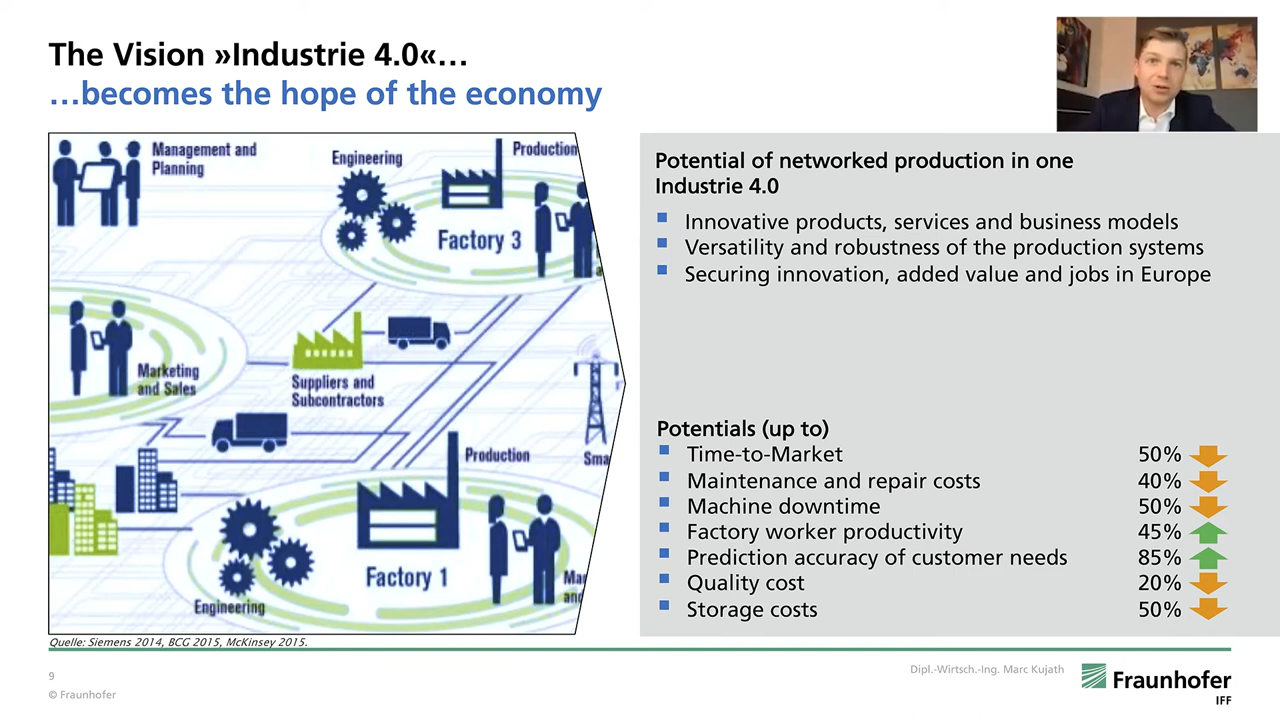 The Vision »Industrie 4.0«…
…becomes the hope of the economy
Management and
Planning
Engineering
Production
Factory 3
Marketing
and Sales
Suppliers and
Subcontractors
Production
Factory 1
Engineering
Quelle: Siemens 2014, BCG 2015, McKinsey 2015.
Potential of networked production in one
Industrie 4.0
Innovative products, services and business models
Versatility and robustness of the production systems
Securing innovation, added value and jobs in Europe
Potentials (up to)
Time-to-Market 50%
Maintenance and repair costs 40%
Machine downtime 50%
Factory worker productivity 45%
Prediction accuracy of customer needs 85%
Quality cost 20%
Storage costs 50%
9
© Fraunhofer
Dipl.-Wirtsch.-Ing. Marc Kujath
Fraunhofer
IFF